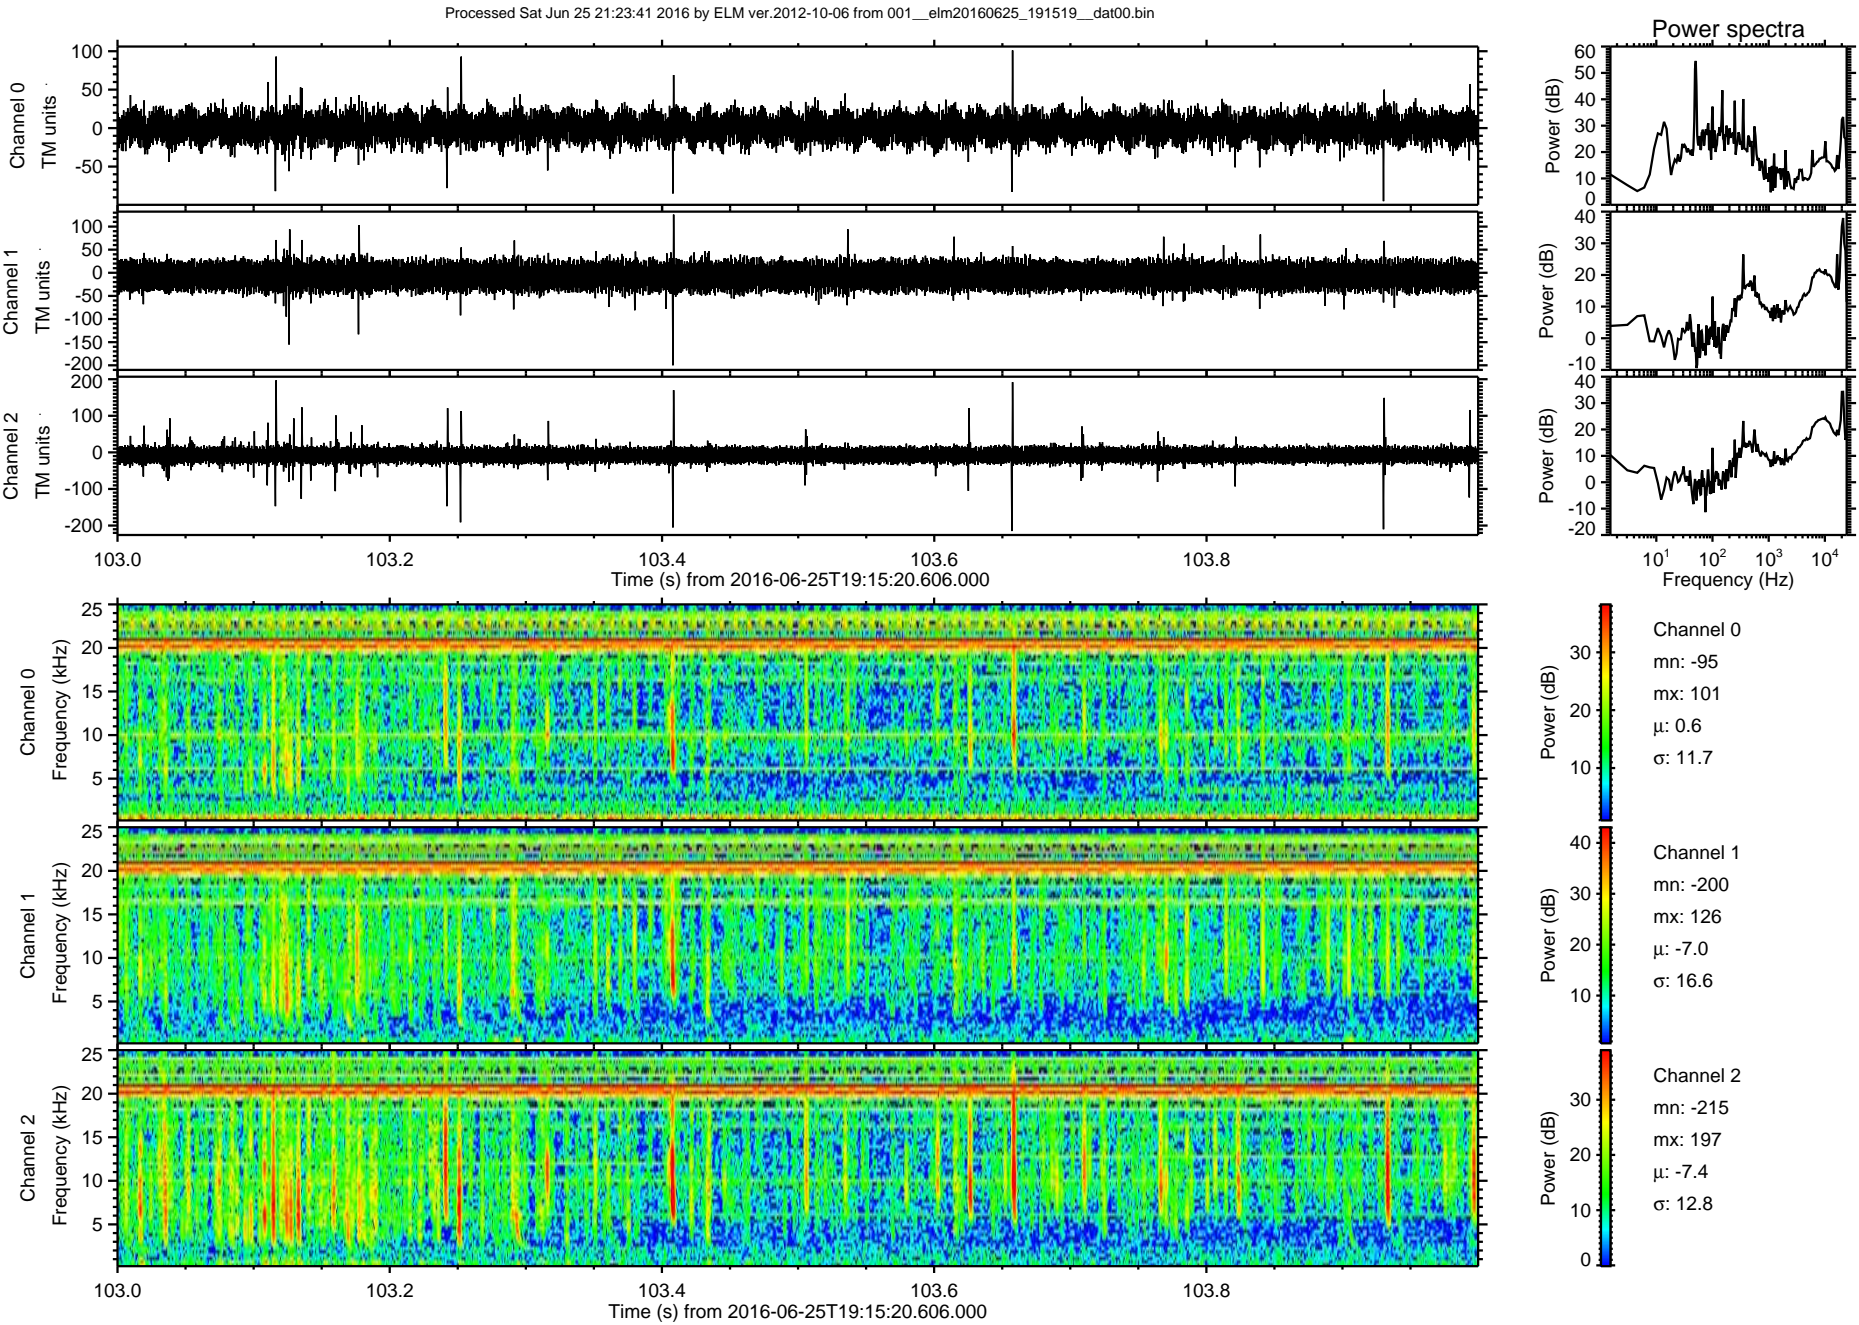 Processed Sat Jun 25 21:23:41 2016 by ELM ver.2012-10-06 from 001__elm20160625_191519__dat00.bin
Power spectra
Channel 0
TM units
100
50
0
-50
Power (dB)
60
50
40
30
20
10
0
Channel 1
TM units
100
50
0
-50
-100
-150
-200
Power (dB)
40
30
20
10
0
-10
Channel 2
TM units
200
100
0
-100
-200
Power (dB)
40
30
20
10
0
-10
-20
103.0 103.2 103.4 103.6 103.8
Time (s) from 2016-06-25T19:15:20.606.000
10¹ 10² 10³ 10⁴
Frequency (Hz)
Channel 0
Frequency (kHz)
25
20
15
10
5
Power (dB)
30
20
10
Channel 0
mn: -95
mx: 101
μ: 0.6
σ: 11.7
Channel 1
Frequency (kHz)
25
20
15
10
5
Power (dB)
40
30
20
10
Channel 1
mn: -200
mx: 126
μ: -7.0
σ: 16.6
Channel 2
Frequency (kHz)
25
20
15
10
5
Power (dB)
30
20
10
0
Channel 2
mn: -215
mx: 197
μ: -7.4
σ: 12.8
103.0 103.2 103.4 103.6 103.8
Time (s) from 2016-06-25T19:15:20.606.000